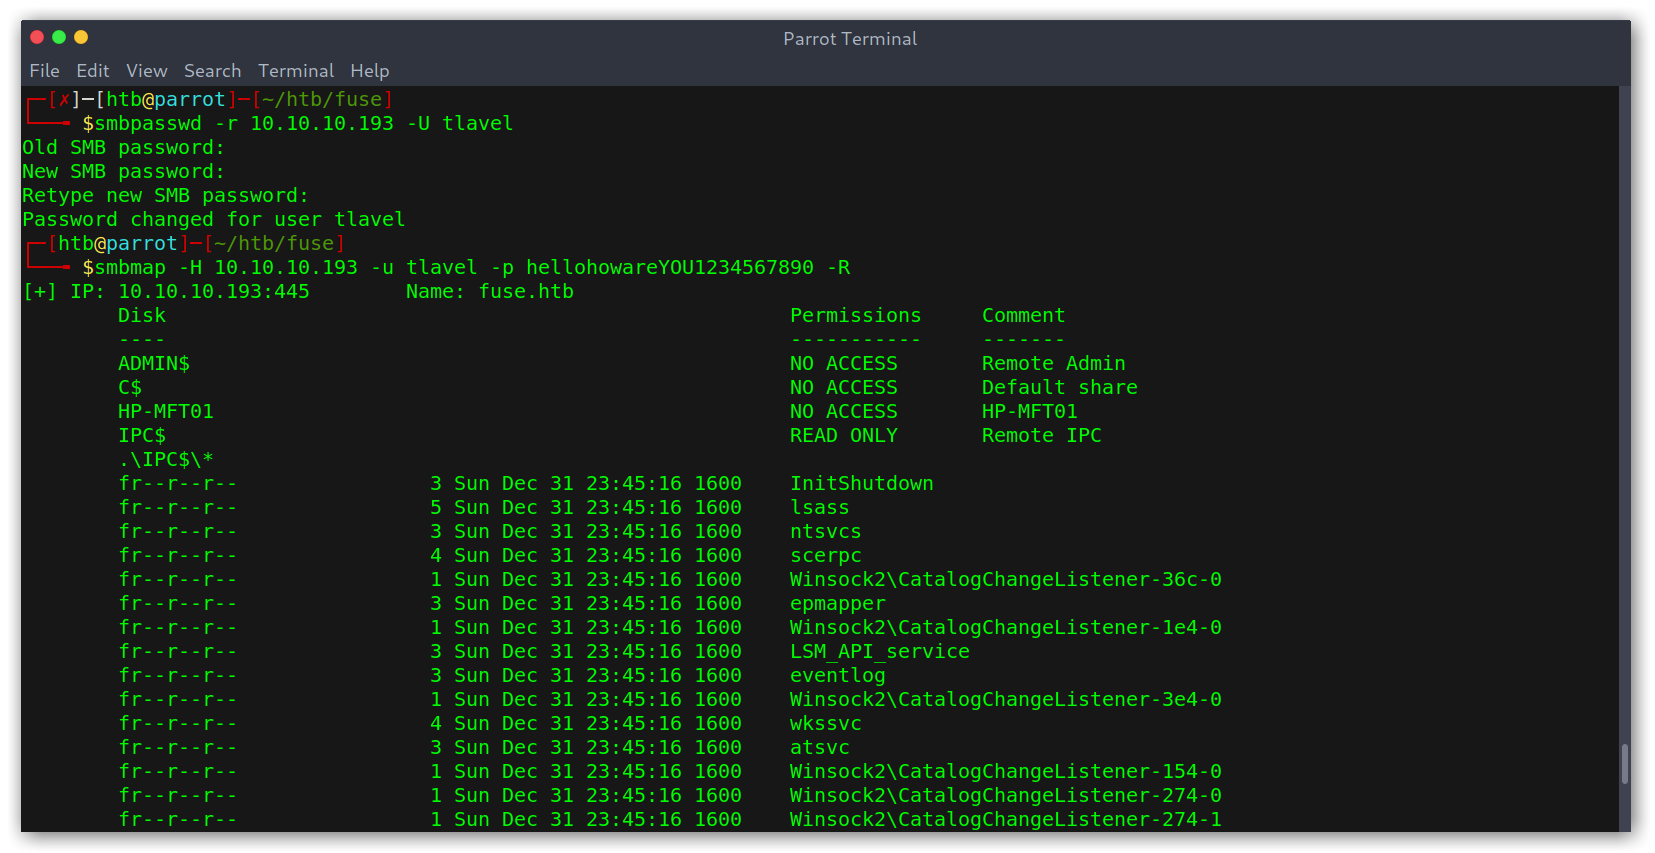 Parrot Terminal
File Edit View Search Terminal Help
┌─[✗]─[htb@parrot]─[~/htb/fuse]
└──╼ $smbpasswd -r 10.10.10.193 -U tlavel
Old SMB password:
New SMB password:
Retype new SMB password:
Password changed for user tlavel
┌─[htb@parrot]─[~/htb/fuse]
└──╼ $smbmap -H 10.10.10.193 -u tlavel -p hellohowareYOU1234567890 -R
[+] IP: 10.10.10.193:445        Name: fuse.htb
        Disk                                                    Permissions     Comment
        ----                                                    -----------     -------
        ADMIN$                                                  NO ACCESS       Remote Admin
        C$                                                      NO ACCESS       Default share
        HP-MFT01                                                NO ACCESS       HP-MFT01
        IPC$                                                    READ ONLY       Remote IPC
        .\IPC$\*
        fr--r--r--                3 Sun Dec 31 23:45:16 1600    InitShutdown
        fr--r--r--                5 Sun Dec 31 23:45:16 1600    lsass
        fr--r--r--                3 Sun Dec 31 23:45:16 1600    ntsvcs
        fr--r--r--                4 Sun Dec 31 23:45:16 1600    scerpc
        fr--r--r--                1 Sun Dec 31 23:45:16 1600    Winsock2\CatalogChangeListener-36c-0
        fr--r--r--                3 Sun Dec 31 23:45:16 1600    epmapper
        fr--r--r--                1 Sun Dec 31 23:45:16 1600    Winsock2\CatalogChangeListener-1e4-0
        fr--r--r--                3 Sun Dec 31 23:45:16 1600    LSM_API_service
        fr--r--r--                3 Sun Dec 31 23:45:16 1600    eventlog
        fr--r--r--                1 Sun Dec 31 23:45:16 1600    Winsock2\CatalogChangeListener-3e4-0
        fr--r--r--                4 Sun Dec 31 23:45:16 1600    wkssvc
        fr--r--r--                3 Sun Dec 31 23:45:16 1600    atsvc
        fr--r--r--                1 Sun Dec 31 23:45:16 1600    Winsock2\CatalogChangeListener-154-0
        fr--r--r--                1 Sun Dec 31 23:45:16 1600    Winsock2\CatalogChangeListener-274-0
        fr--r--r--                1 Sun Dec 31 23:45:16 1600    Winsock2\CatalogChangeListener-274-1